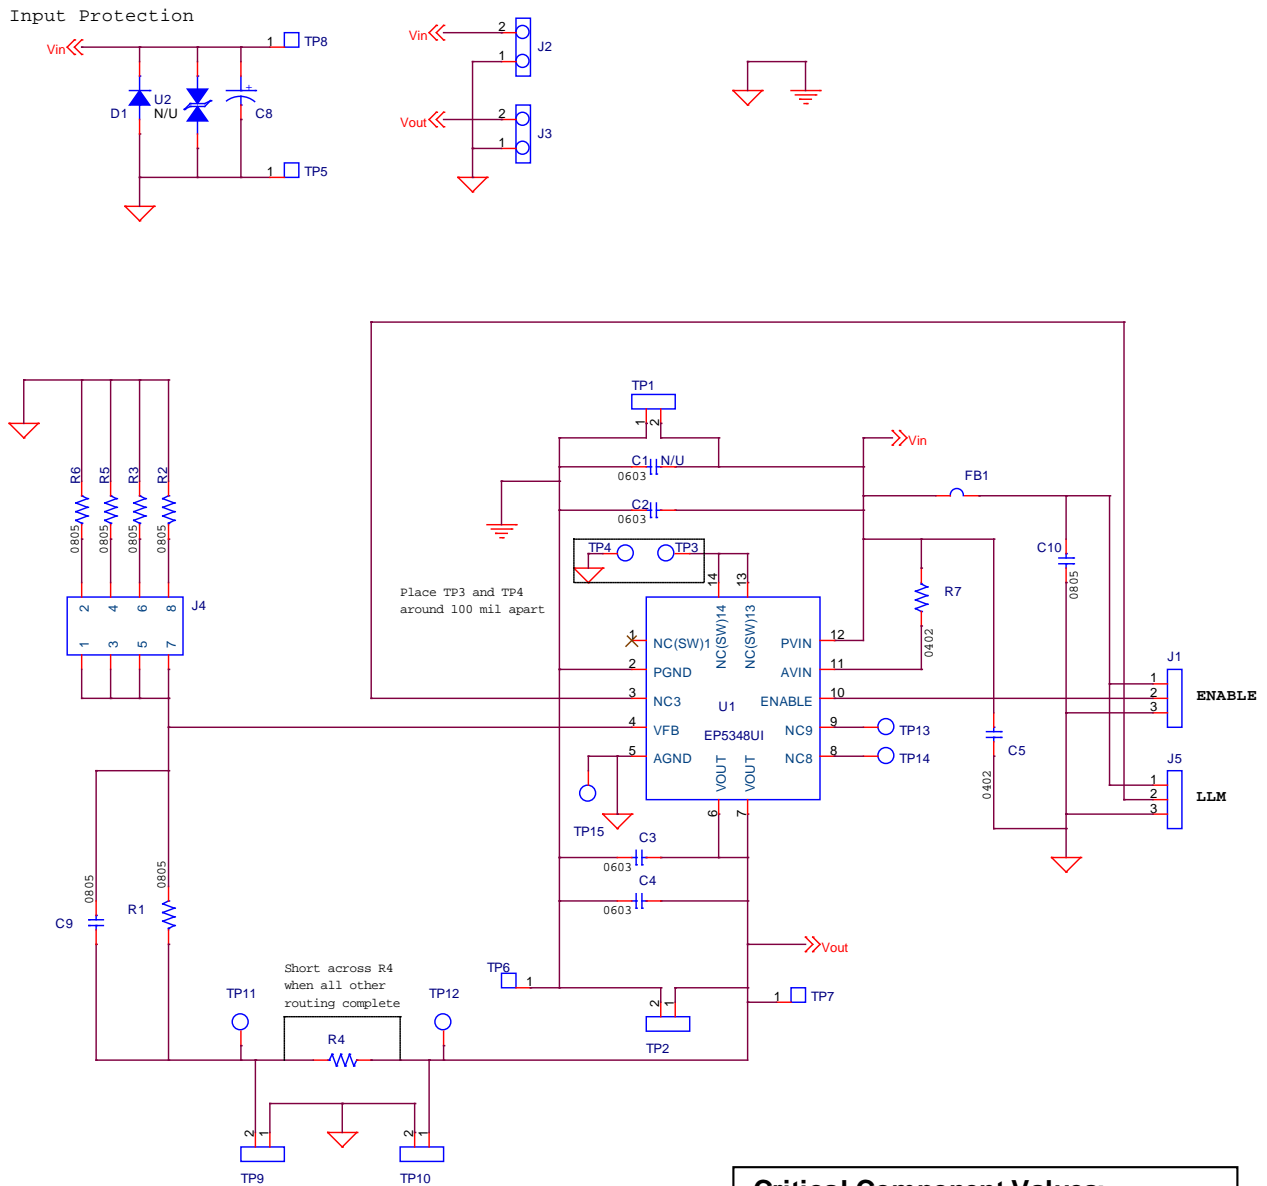 Input Protection
Vin
1
TP8
D1
U2
N/U
+
C8
1
TP5
Vin
2
1
J2
Vout
2
1
J3
TP1
1
2
Vin
C1
N/U
0603
C2
0603
FB1
R6
R5
R3
R2
0805
0805
0805
0805
TP4
TP3
C10
0805
Place TP3 and TP4
around 100 mil apart
14
13
R7
0402
2
4
6
8
J4
1
3
5
7
1
NC(SW)1
NC(SW)14
NC(SW)13
PVIN
12
2
PGND
AVIN
11
3
NC3
U1
ENABLE
10
4
VFB
EP5348UI
NC9
9
TP13
5
AGND
VOUT
VOUT
NC8
8
TP14
6
7
J1
1
2
3
ENABLE
C5
0402
J5
1
2
3
LLM
TP15
C3
0603
C4
0603
0805
C9
0805
R1
Vout
Short across R4
when all other
routing complete
TP6
1
1
TP7
TP11
TP12
R4
2
1
TP2
2
1
TP9
2
1
TP10